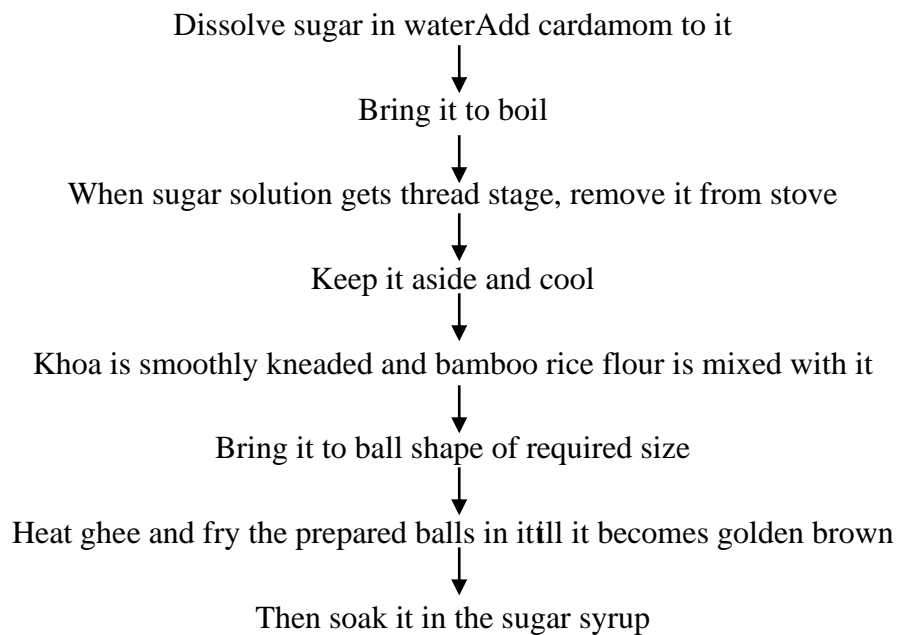 Dissolve sugar in waterAdd cardamom to it
Bring it to boil
When sugar solution gets thread stage, remove it from stove
Keep it aside and cool
Khoa is smoothly kneaded and bamboo rice flour is mixed with it
Bring it to ball shape of required size
Heat ghee and fry the prepared balls in ittill it becomes golden brown
Then soak it in the sugar syrup